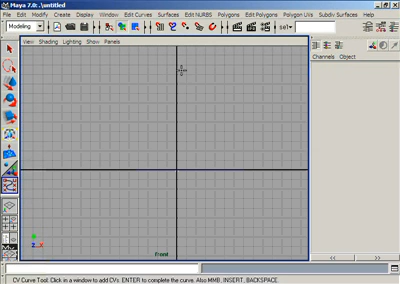 Maya 7.0: .\untitled
File Edit Modify Create Display Window Edit Curves Surfaces Edit NURBS Polygons Edit Polygons Polygon UVs Subdiv Surfaces
Modeling
sel
View Shading Lighting Show Panels
Channels Object
front
z x
<< >>
CV Curve Tool: Click in a window to add CVs. ENTER to complete the curve. Also MMB, INSERT, BACKSPACE.